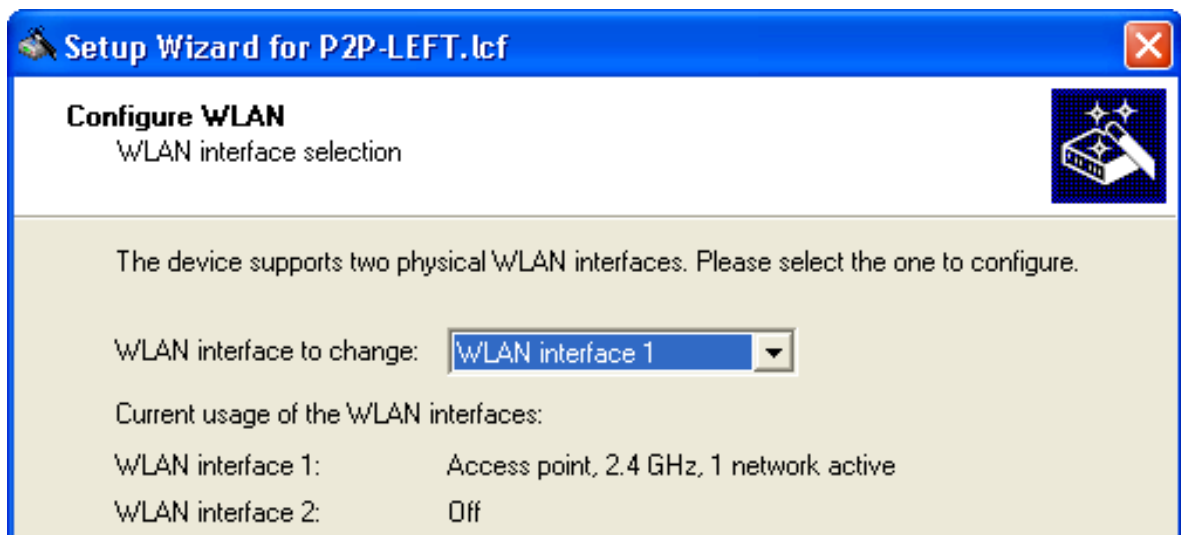 Setup Wizard for P2P-LEFT.lcf
Configure WLAN
WLAN interface selection
The device supports two physical WLAN interfaces. Please select the one to configure.
WLAN interface to change: WLAN interface 1
Current usage of the WLAN interfaces:
WLAN interface 1: Access point, 2.4 GHz, 1 network active
WLAN interface 2: Off